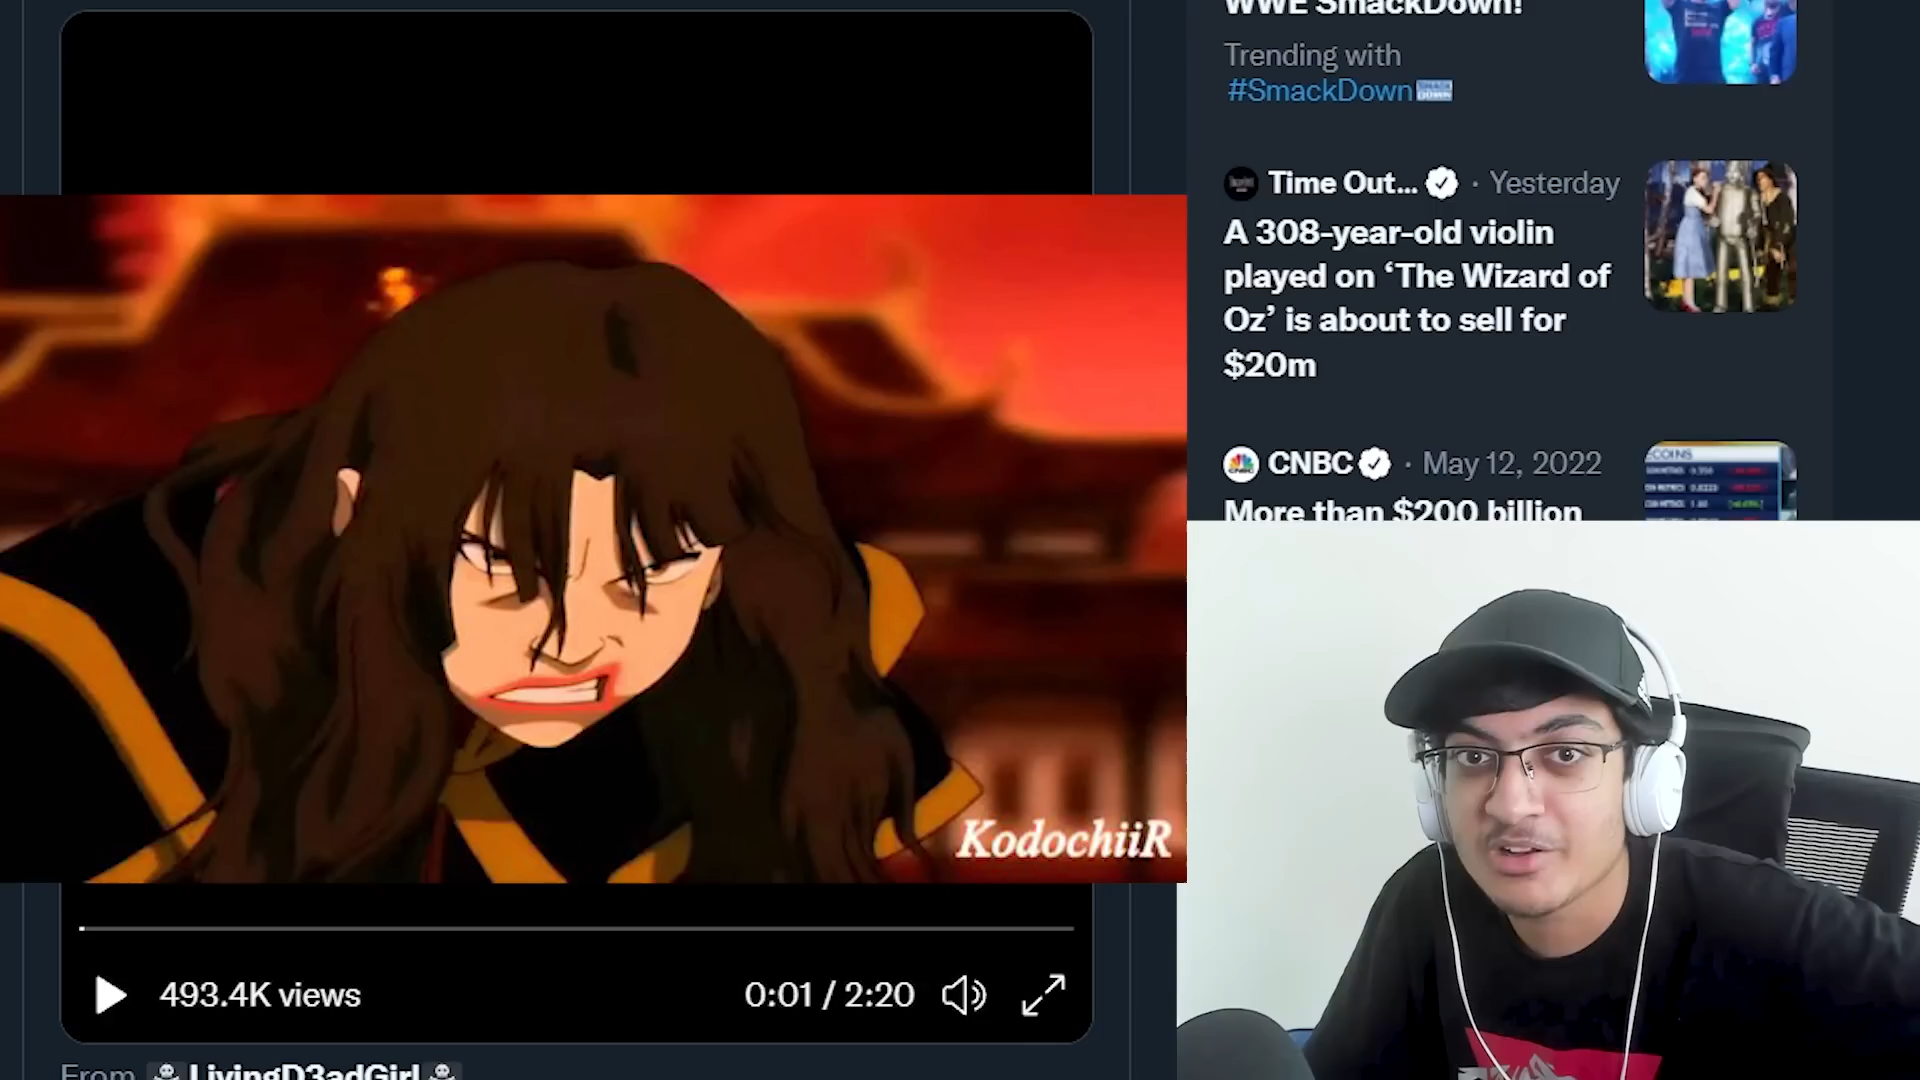 WWE SmackDown!
Trending with
#SmackDown
Time Out... · Yesterday
A 308-year-old violin
played on ‘The Wizard of
Oz’ is about to sell for
$20m
CNBC · May 12, 2022
COINS
More than $200 billion
KodochiiR
493.4K views
0:01 / 2:20
From LivingD3adGirl